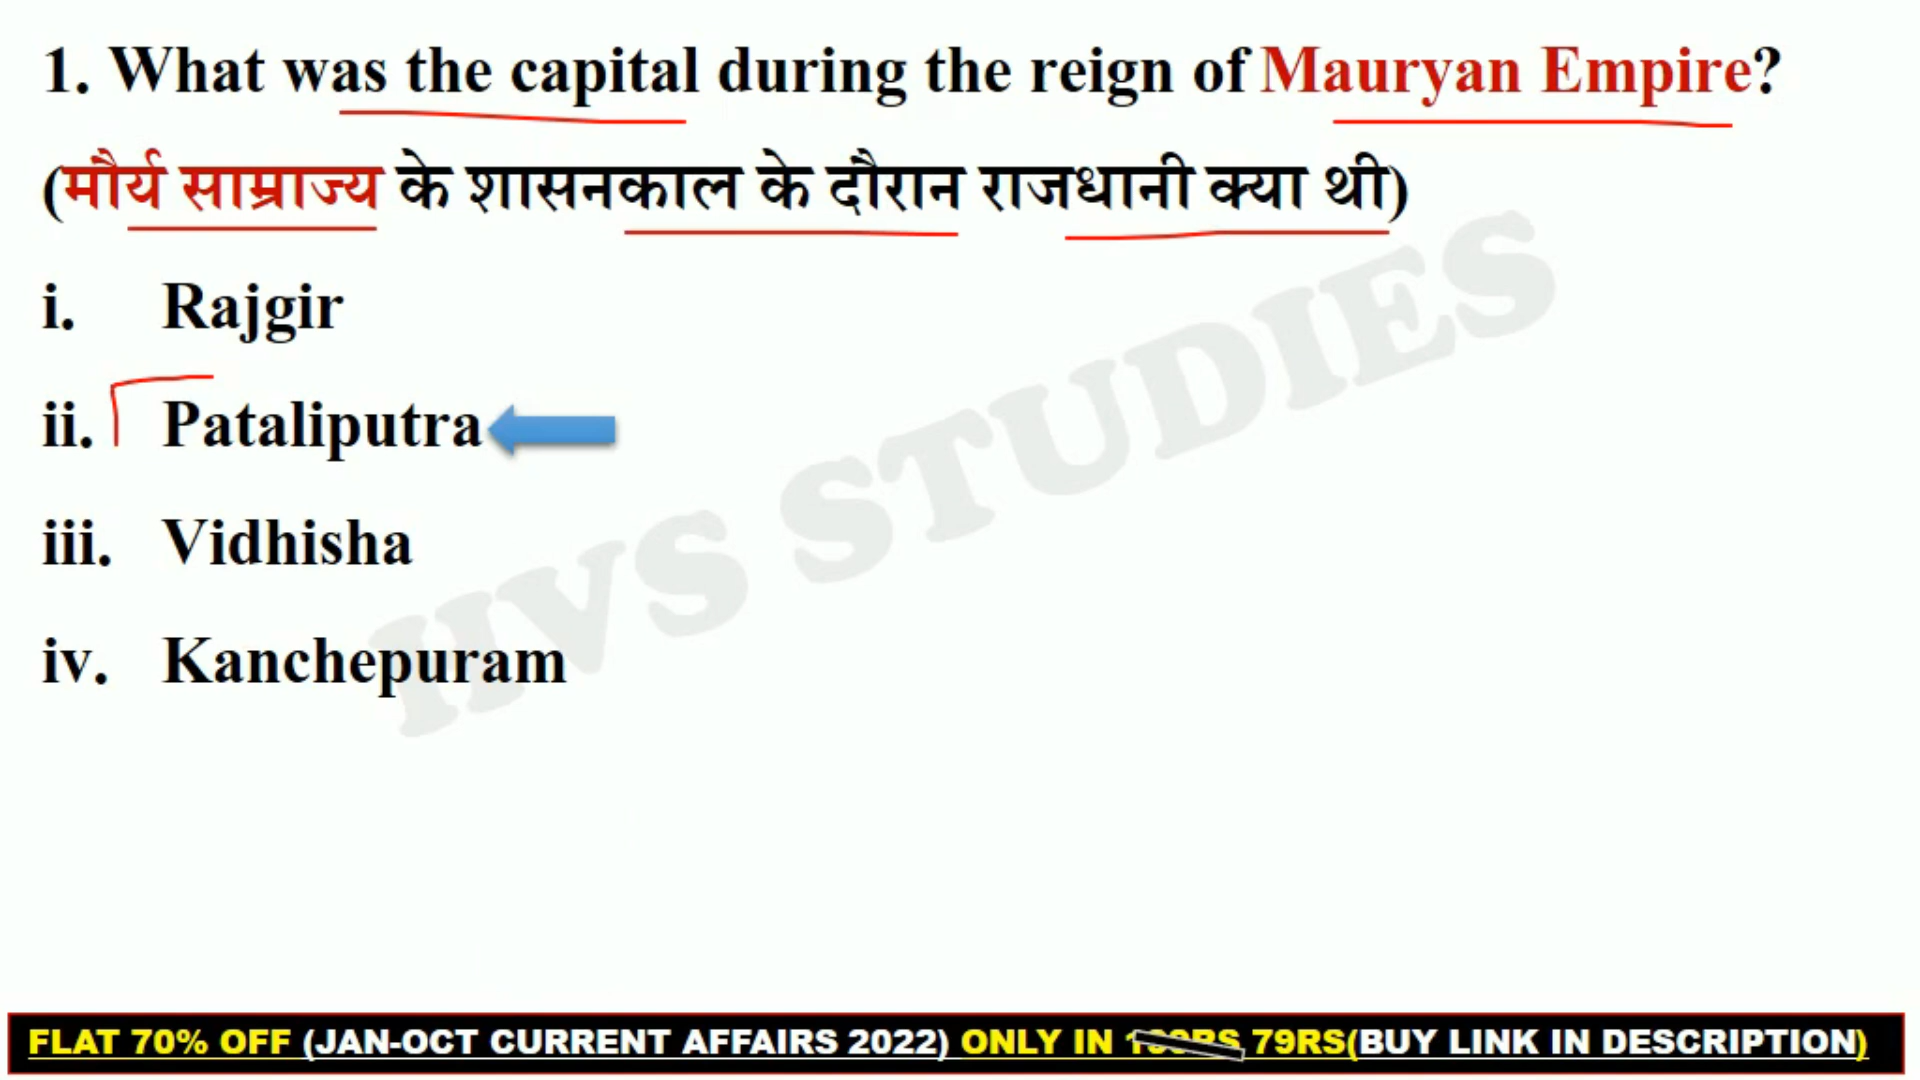 1. What was the capital during the reign of Mauryan Empire?
(मौर्य साम्राज्य के शासनकाल के दौरान राजधानी क्या थी)
i. Rajgir
ii. Pataliputra
iii. Vidhisha
iv. Kanchepuram
IIVS STUDIES
FLAT 70% OFF (JAN-OCT CURRENT AFFAIRS 2022) ONLY IN 79RS(BUY LINK IN DESCRIPTION)